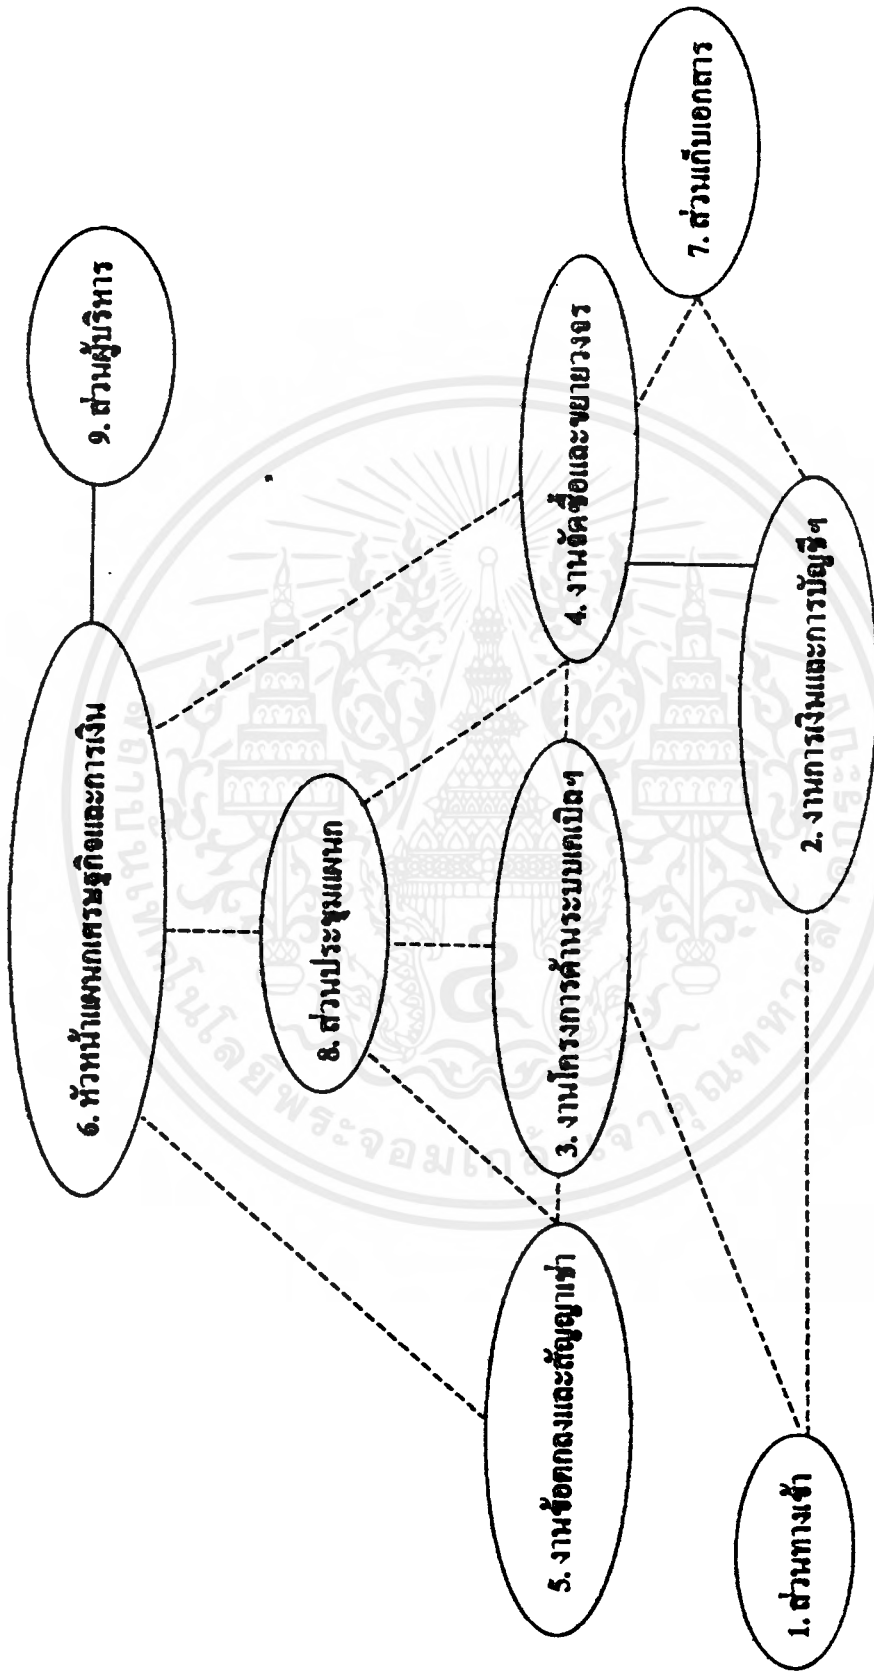 6. หัวหน้าแผนกเศรษฐกิจและการเงิน
9. ส่วนผู้บริหาร
8. ส่วนประชุมแผนก
5. งานข้อตกลงและสัญญาเช่า
3. งานโครงการด้านระบบเคเบิลฯ
4. งานจัดซื้อและขยายวงจร
7. ส่วนเก็บเอกสาร
1. ส่วนทางเข้า
2. งานการเงินและการบัญชีฯ